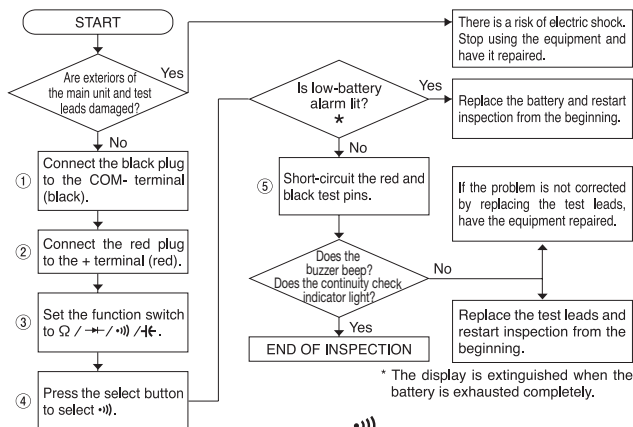 START
Are exteriors of
the main unit and test
leads damaged?
Yes
There is a risk of electric shock.
Stop using the equipment and
have it repaired.
No
① Connect the black plug
to the COM- terminal
(black).
② Connect the red plug
to the + terminal (red).
③ Set the function switch
to Ω / ➔⊢ / •))) / ⊣(- .
④ Press the select button
to select •))).
Is low-battery
alarm lit?
*
Yes
Replace the battery and restart
inspection from the beginning.
No
⑤ Short-circuit the red and
black test pins.
Does the
buzzer beep?
Does the continuity check
indicator light?
No
If the problem is not corrected
by replacing the test leads,
have the equipment repaired.
Replace the test leads and
restart inspection from the
beginning.
Yes
END OF INSPECTION
* The display is extinguished when the
battery is exhausted completely.
•)))